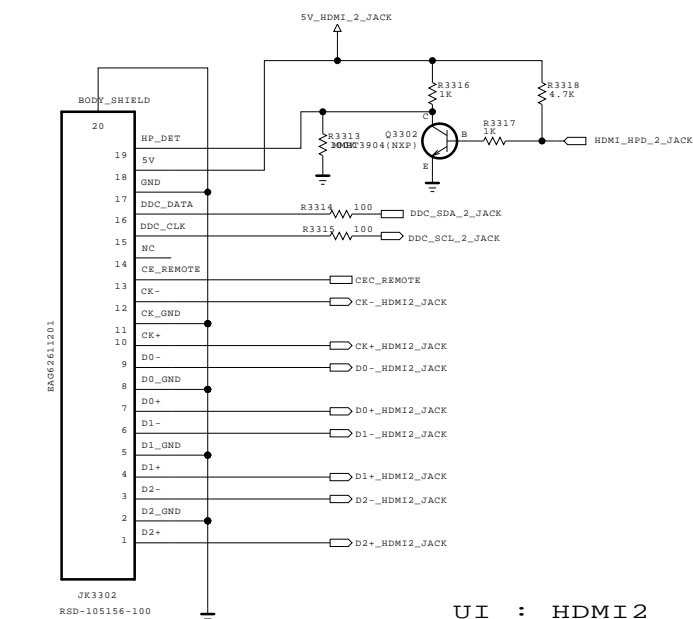 5V_HDMI_2_JACK
R3316
1K
R3318
4.7K
BODY_SHIELD
20
C
Q3302
MMBT3904(NXP)
B
E
R3317
1K
HDMI_HPD_2_JACK
R3313
HP_DET
19
5V
18
GND
17
DDC_DATA
R3314
100
DDC_SDA_2_JACK
16
DDC_CLK
R3315
100
DDC_SCL_2_JACK
15
NC
14
CE_REMOTE
CEC_REMOTE
13
CK-
CK-_HDMI2_JACK
12
CK_GND
11
CK+
10
CK+_HDMI2_JACK
D0-
9
D0-_HDMI2_JACK
D0_GND
8
D0+
7
D0+_HDMI2_JACK
D1-
6
D1-_HDMI2_JACK
D1_GND
5
D1+
4
D1+_HDMI2_JACK
D2-
3
D2-_HDMI2_JACK
D2_GND
2
D2+
1
D2+_HDMI2_JACK
EAG62611201
JK3302
RSD-105156-100
UI : HDMI2